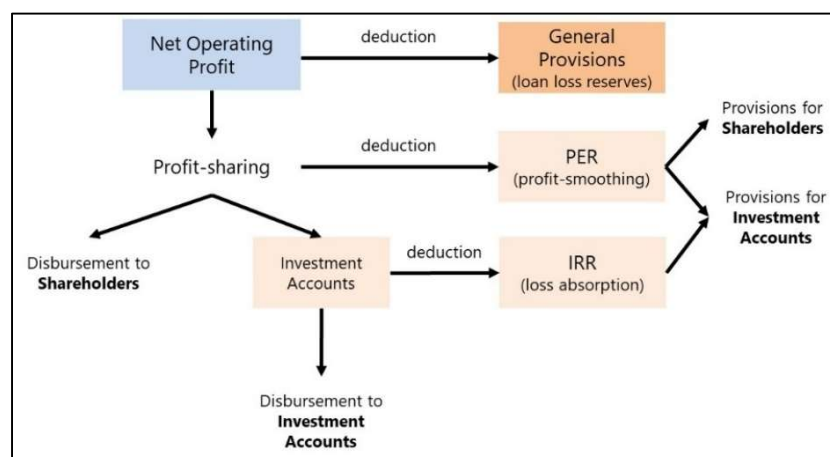 Net Operating
Profit
deduction
General
Provisions
(loan loss reserves)
Profit-sharing
deduction
PER
(profit-smoothing)
Provisions for
Shareholders
Provisions for
Investment
Accounts
Disbursement to
Shareholders
Investment
Accounts
deduction
IRR
(loss absorption)
Disbursement to
Investment
Accounts